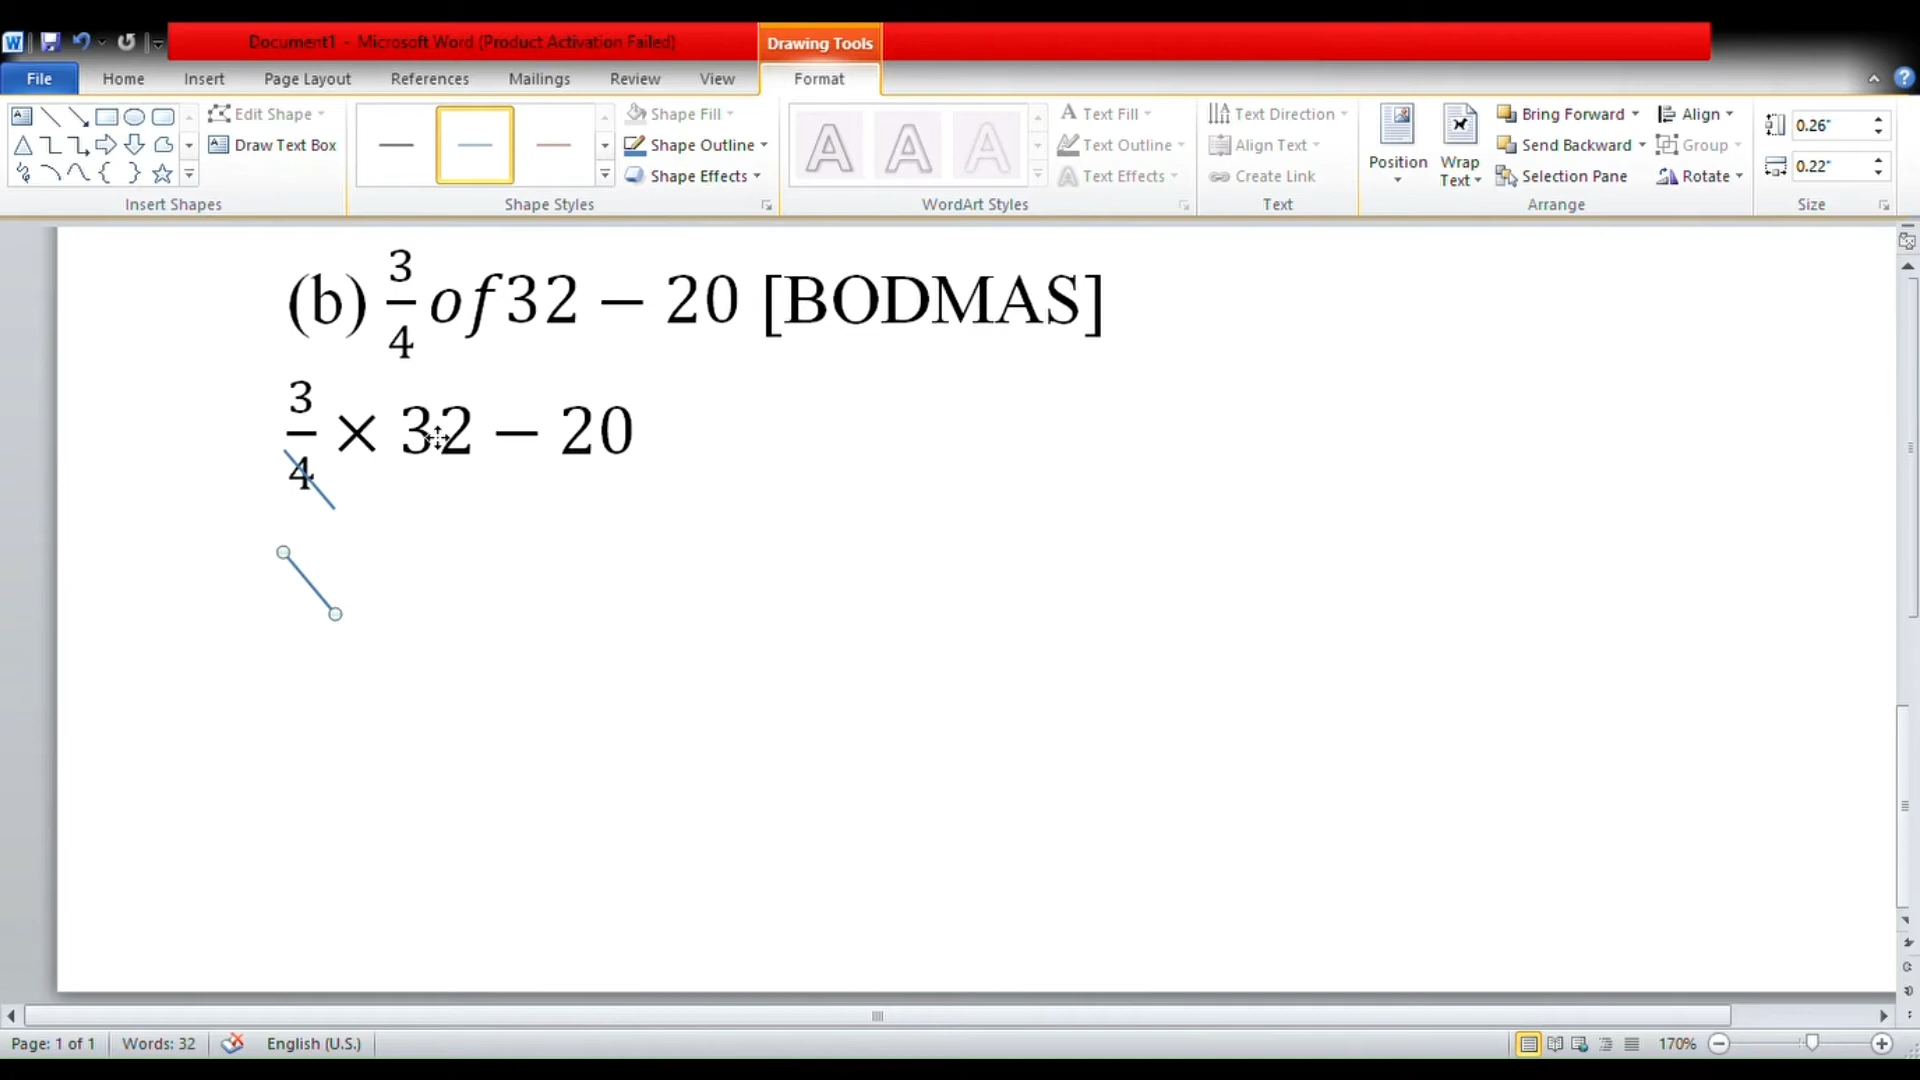 Document1 - Microsoft Word (Product Activation Failed)
Drawing Tools
File Home Insert Page Layout References Mailings Review View Format
Edit Shape
Draw Text Box
Insert Shapes
Shape Fill
Shape Outline
Shape Effects
Shape Styles
WordArt Styles
Text Fill
Text Outline
Text Effects
Text Direction
Align Text
Create Link
Text
Position
Wrap Text
Bring Forward
Send Backward
Selection Pane
Align
Group
Rotate
Arrange
0.26"
0.22"
Size
(b) 3/4 of 32 − 20 [BODMAS]
3/4 × 32 − 20
Page: 1 of 1 Words: 32 English (U.S.) 170%